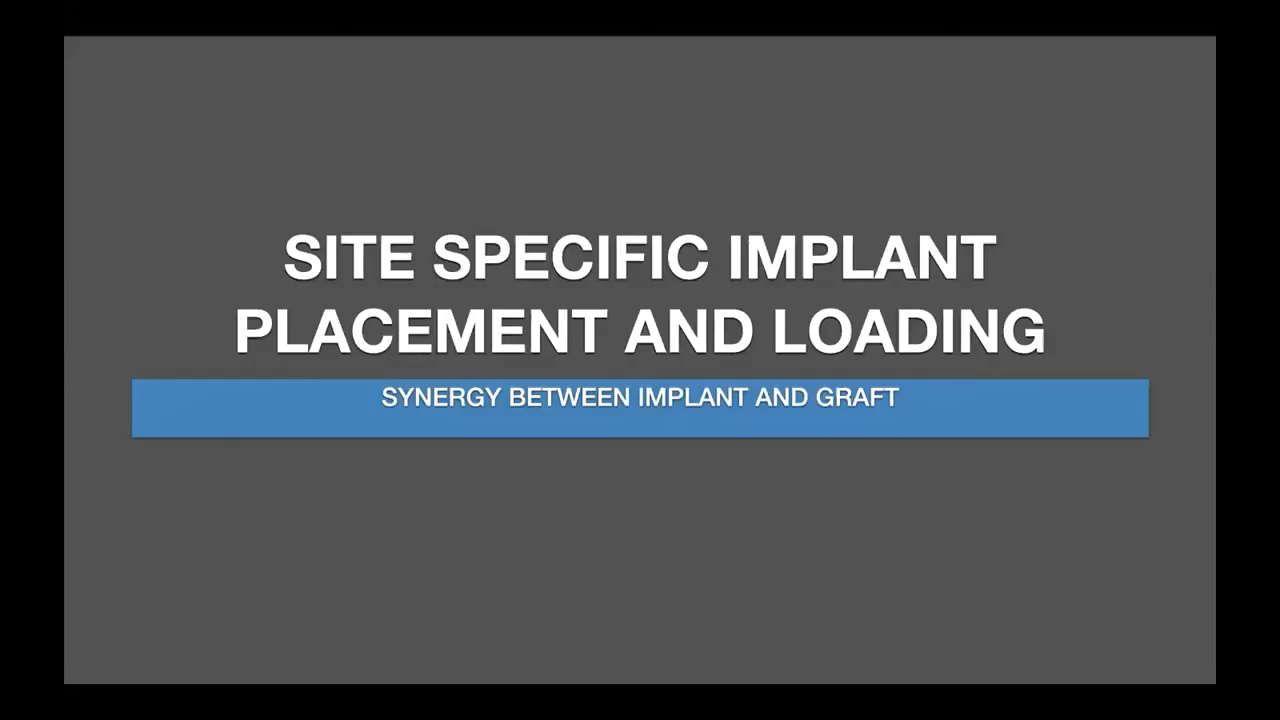 SITE SPECIFIC IMPLANT
PLACEMENT AND LOADING
SYNERGY BETWEEN IMPLANT AND GRAFT